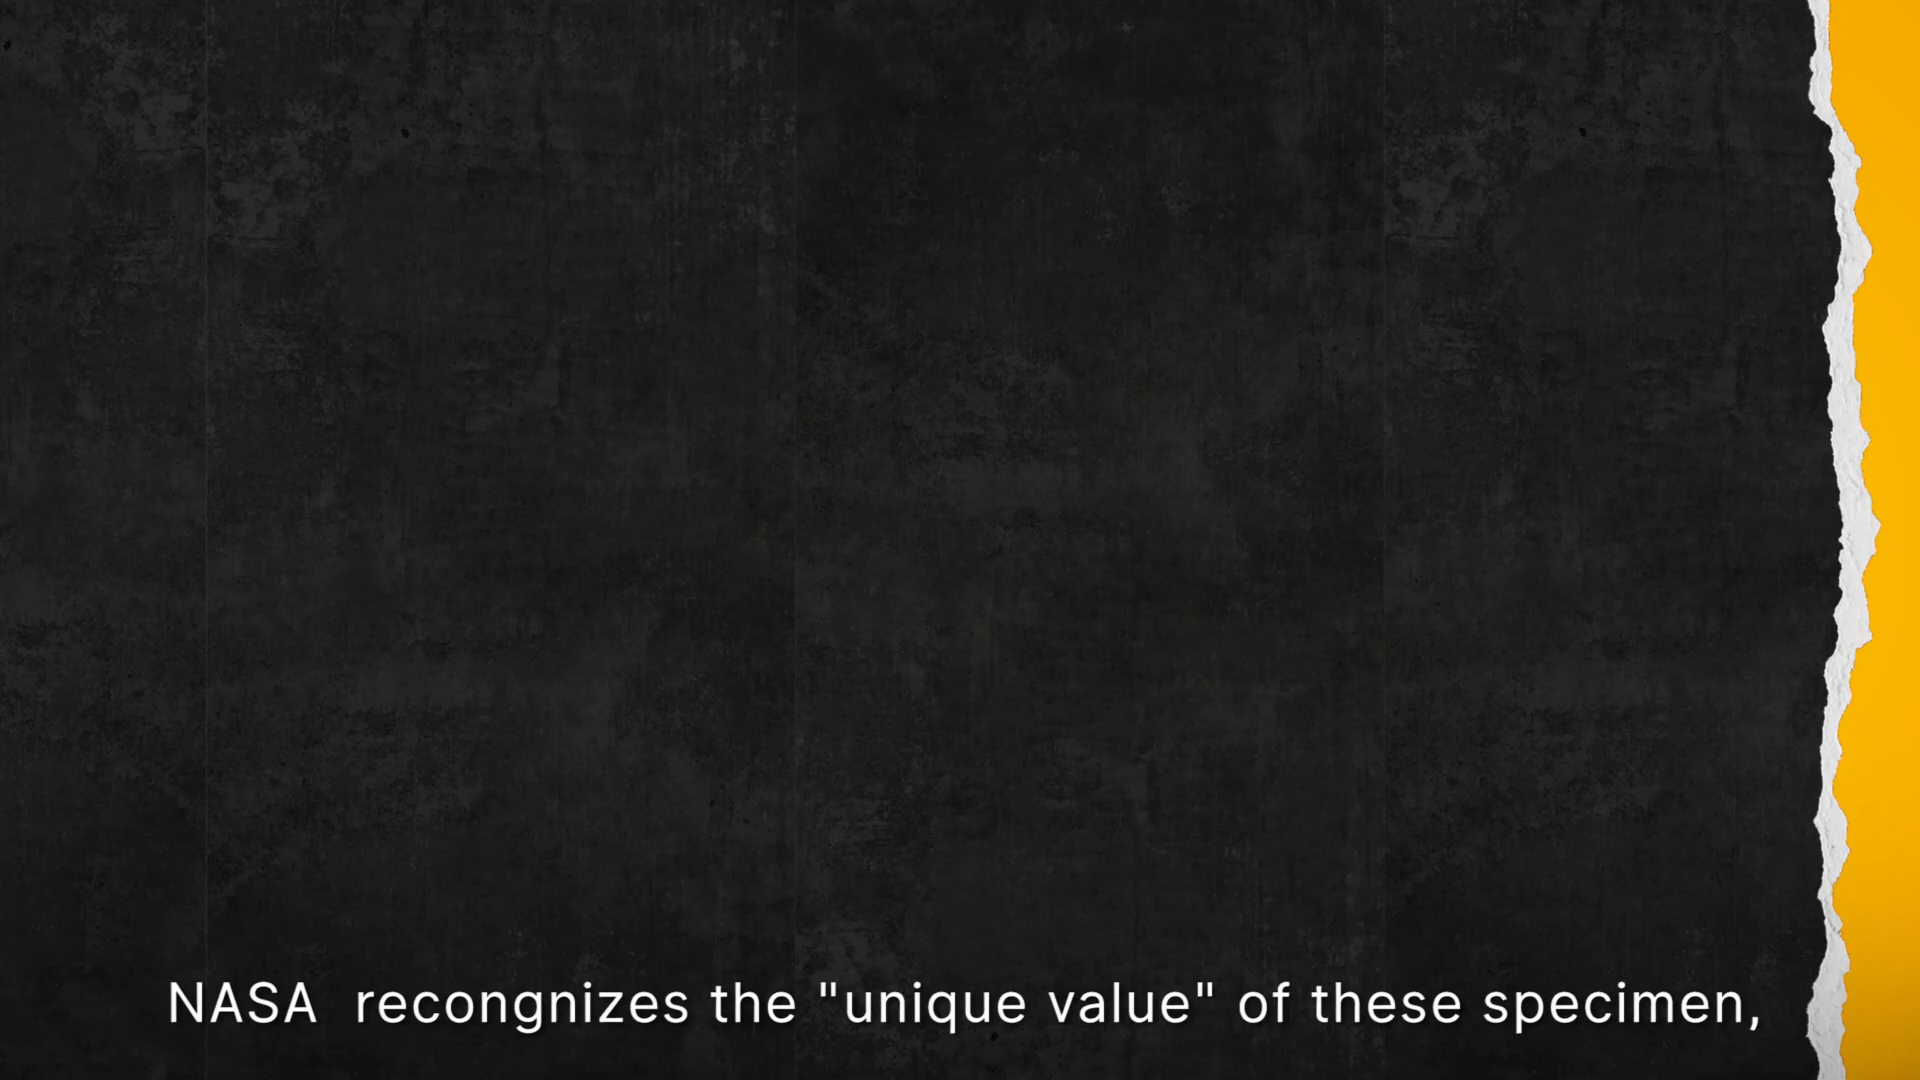 NASA  recongnizes the "unique value" of these specimen,